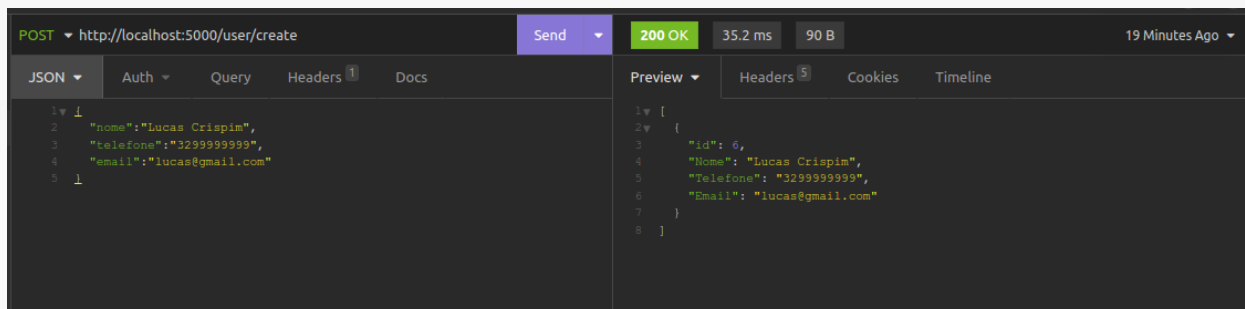 POST http://localhost:5000/user/create Send 200 OK 35.2 ms 90 B 19 Minutes Ago
JSON Auth Query Headers 1 Docs Preview Headers 5 Cookies Timeline
1 {
2 "nome":"Lucas Crispim",
3 "telefone":"3299999999",
4 "email":"lucas@gmail.com"
5 }
1 [
2 {
3 "id": 6,
4 "Nome": "Lucas Crispim",
5 "Telefone": "3299999999",
6 "Email": "lucas@gmail.com"
7 }
8 ]